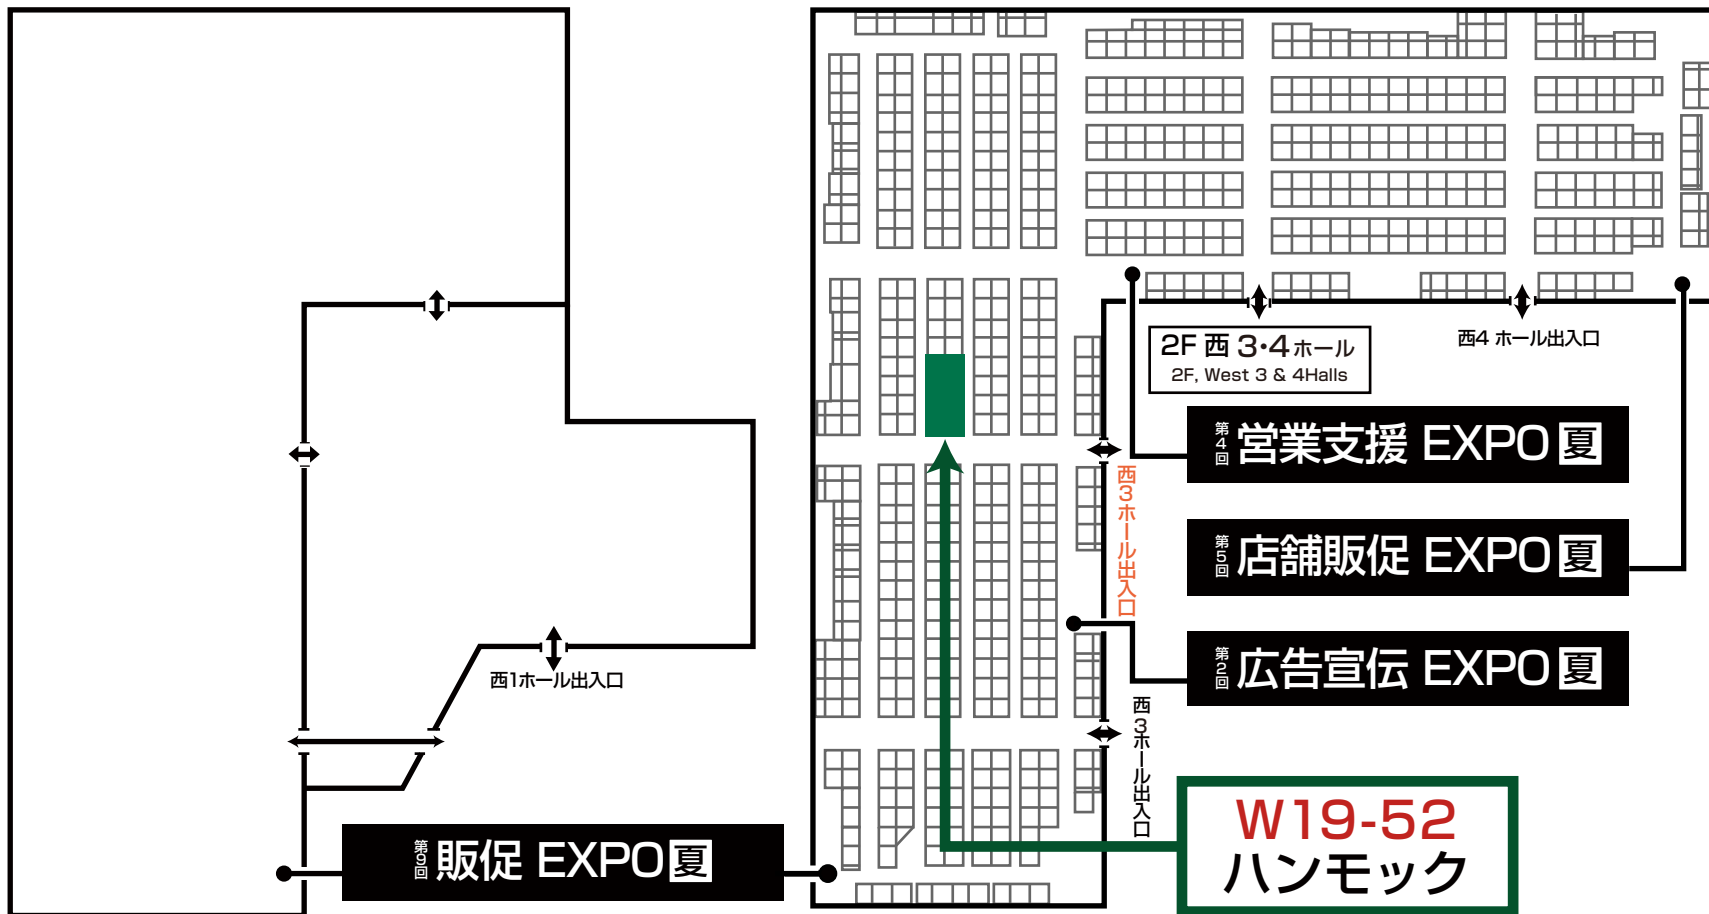 2F 西 3・4ホール
2F, West 3 & 4Halls
西4 ホール出入口
第4回 営業支援 EXPO 夏
西3ホール出入口
第5回 店舗販促 EXPO 夏
第2回 広告宣伝 EXPO 夏
西1ホール出入口
西3ホール出入口
W19-52
ハンモック
第9回 販促 EXPO 夏